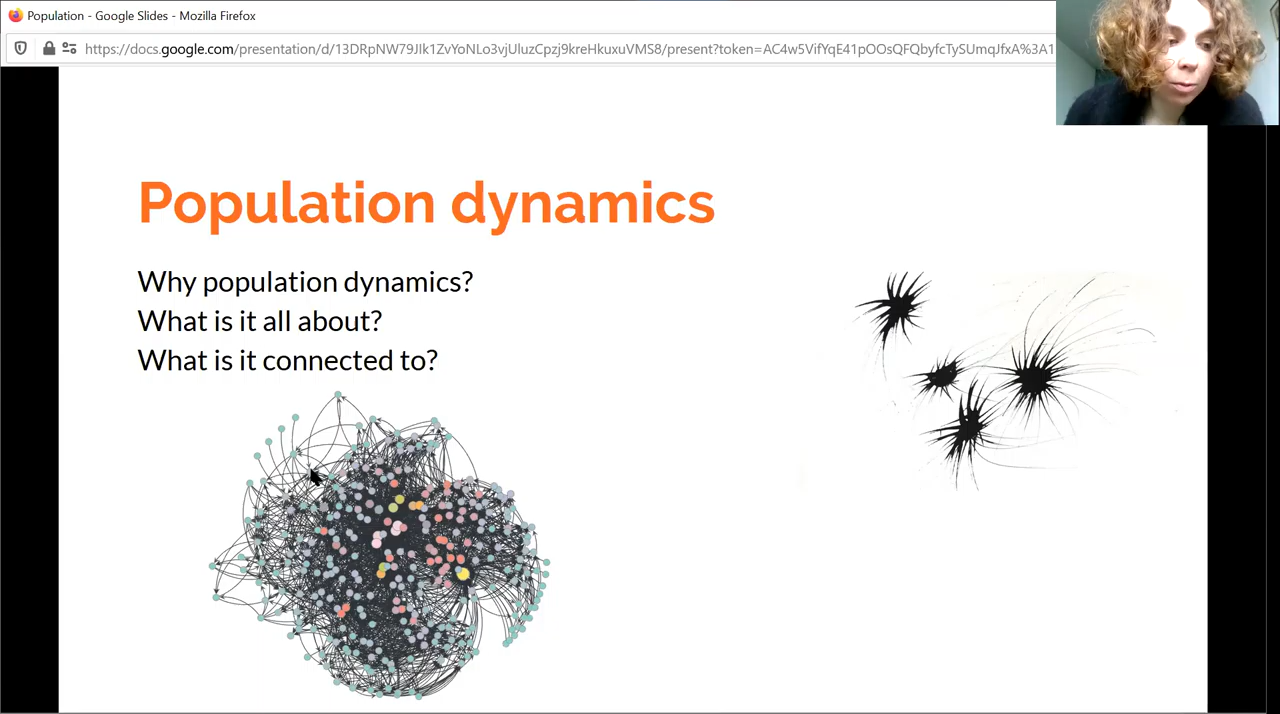 Population - Google Slides - Mozilla Firefox
https://docs.google.com/presentation/d/13DRpNW79JIk1ZvYoNLo3vjUluzCpzj9kreHkuxuVMS8/present?token=AC4w5VifYqE41pOOsQFQbyfcTySUmqJfxA%3A1
Population dynamics
Why population dynamics?
What is it all about?
What is it connected to?